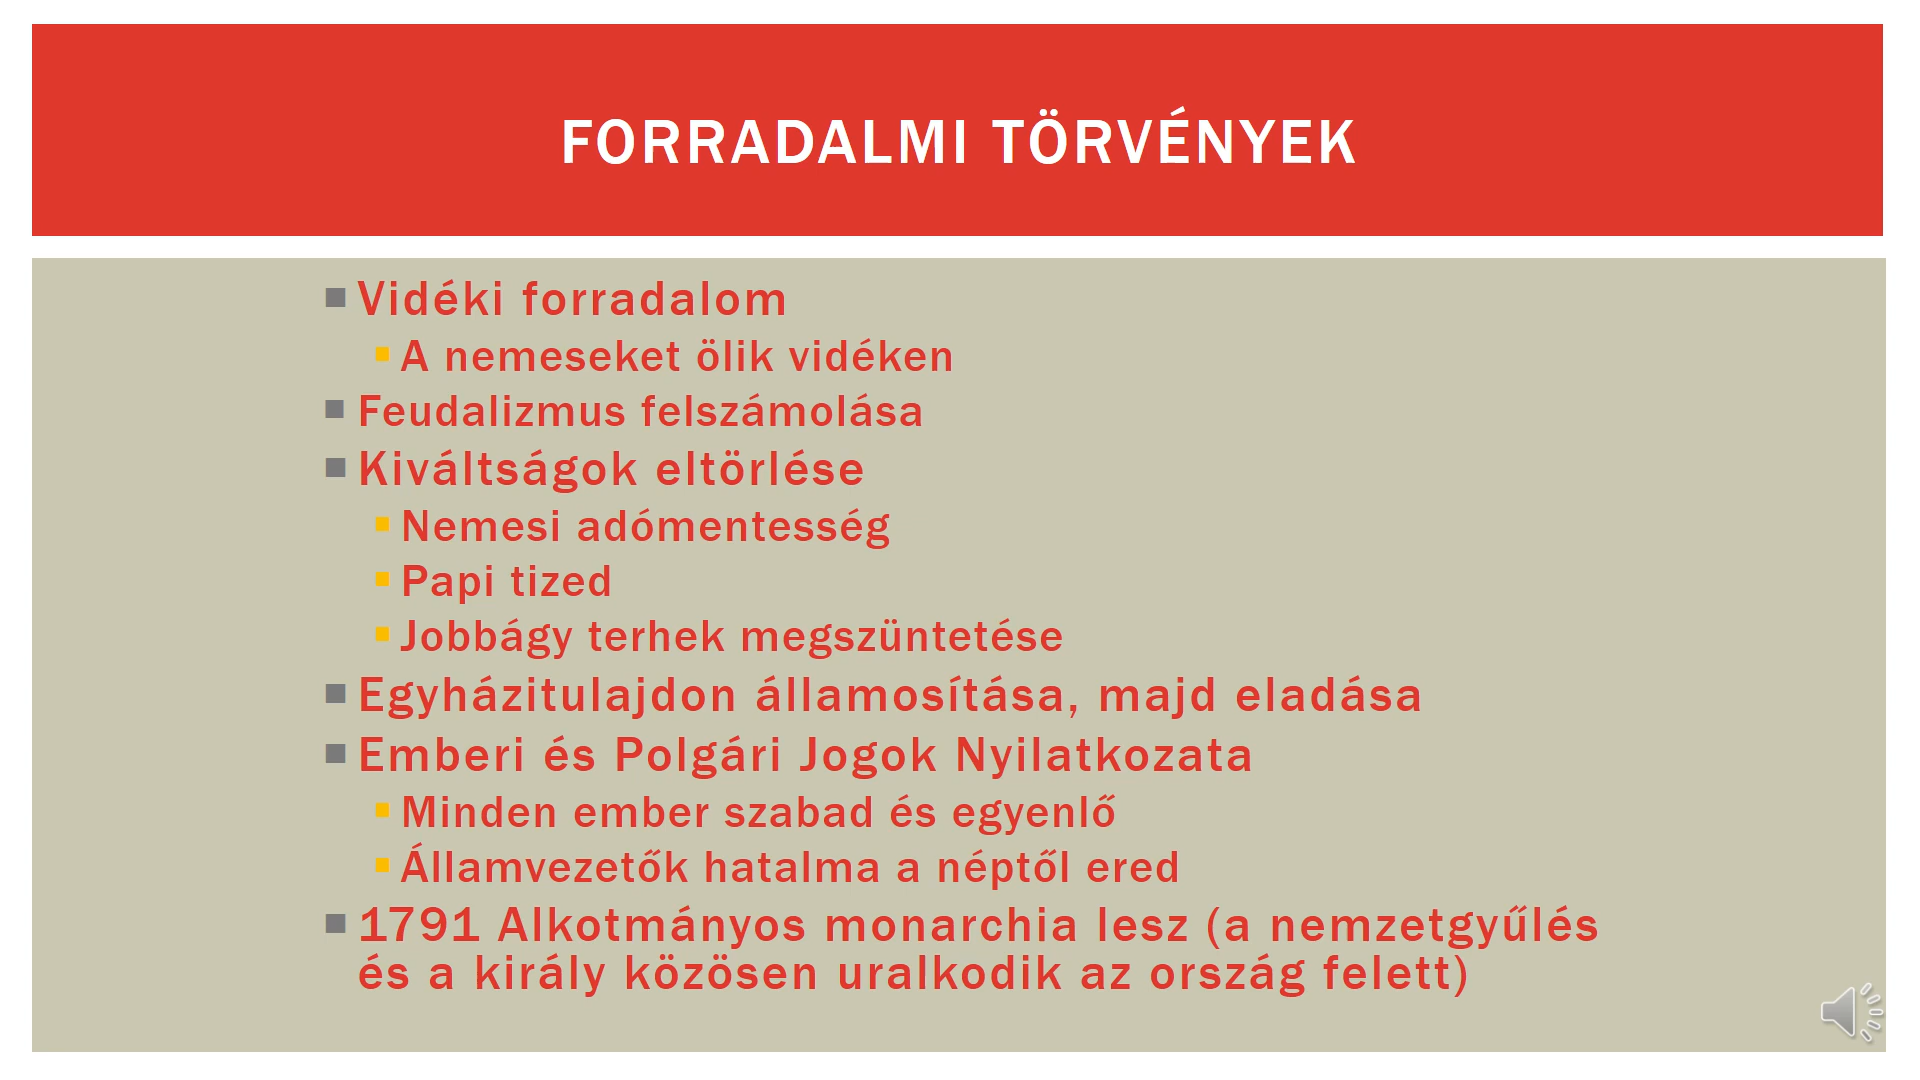 FORRADALMI TÖRVÉNYEK
Vidéki forradalom
A nemeseket ölik vidéken
Feudalizmus felszámolása
Kiváltságok eltörlése
Nemesi adómentesség
Papi tized
Jobbágy terhek megszüntetése
Egyházitulajdon államosítása, majd eladása
Emberi és Polgári Jogok Nyilatkozata
Minden ember szabad és egyenlő
Államvezetők hatalma a néptől ered
1791 Alkotmányos monarchia lesz (a nemzetgyűlés
és a király közösen uralkodik az ország felett)